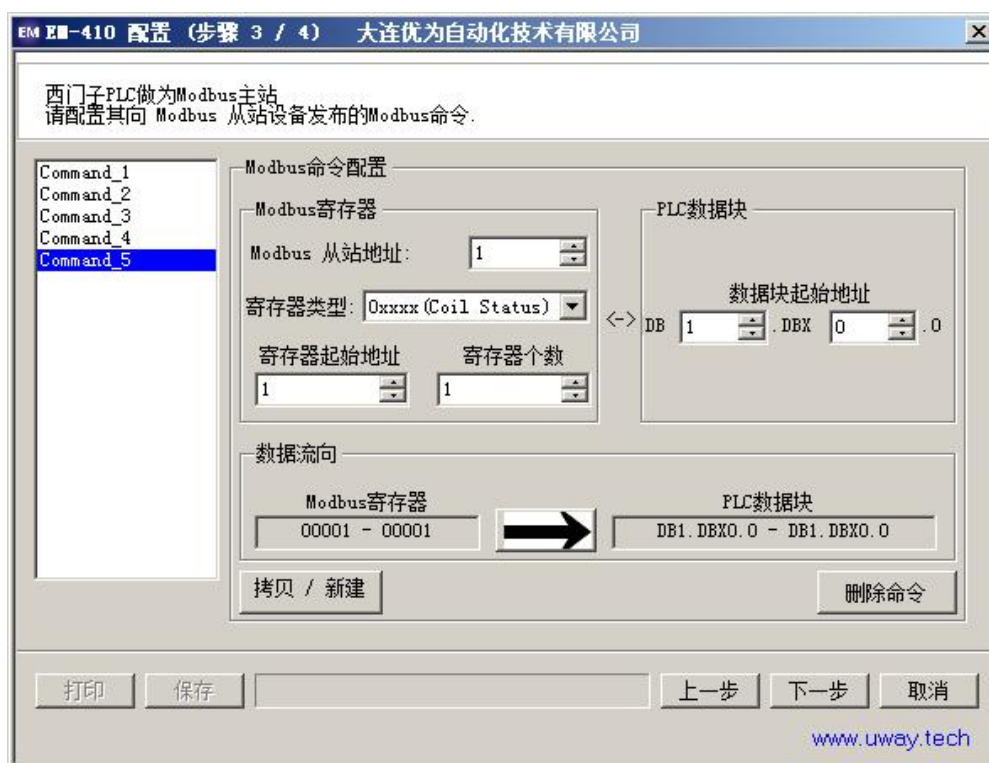 EM EM-410 配置 (步骤 3 / 4) 大连优为自动化技术有限公司
西门子PLC做为Modbus主站
请配置其向 Modbus 从站设备发布的Modbus命令.
Command_1
Command_2
Command_3
Command_4
Command_5
Modbus命令配置
Modbus寄存器
Modbus 从站地址: 1
寄存器类型: 0xxxx(Coil Status)
寄存器起始地址 寄存器个数
1 1
<->
PLC数据块
数据块起始地址
DB 1 .DBX 0 .0
数据流向
Modbus寄存器 PLC数据块
00001 - 00001 DB1.DBX0.0 - DB1.DBX0.0
拷贝 / 新建 删除命令
打印 保存 上一步 下一步 取消
www.uway.tech